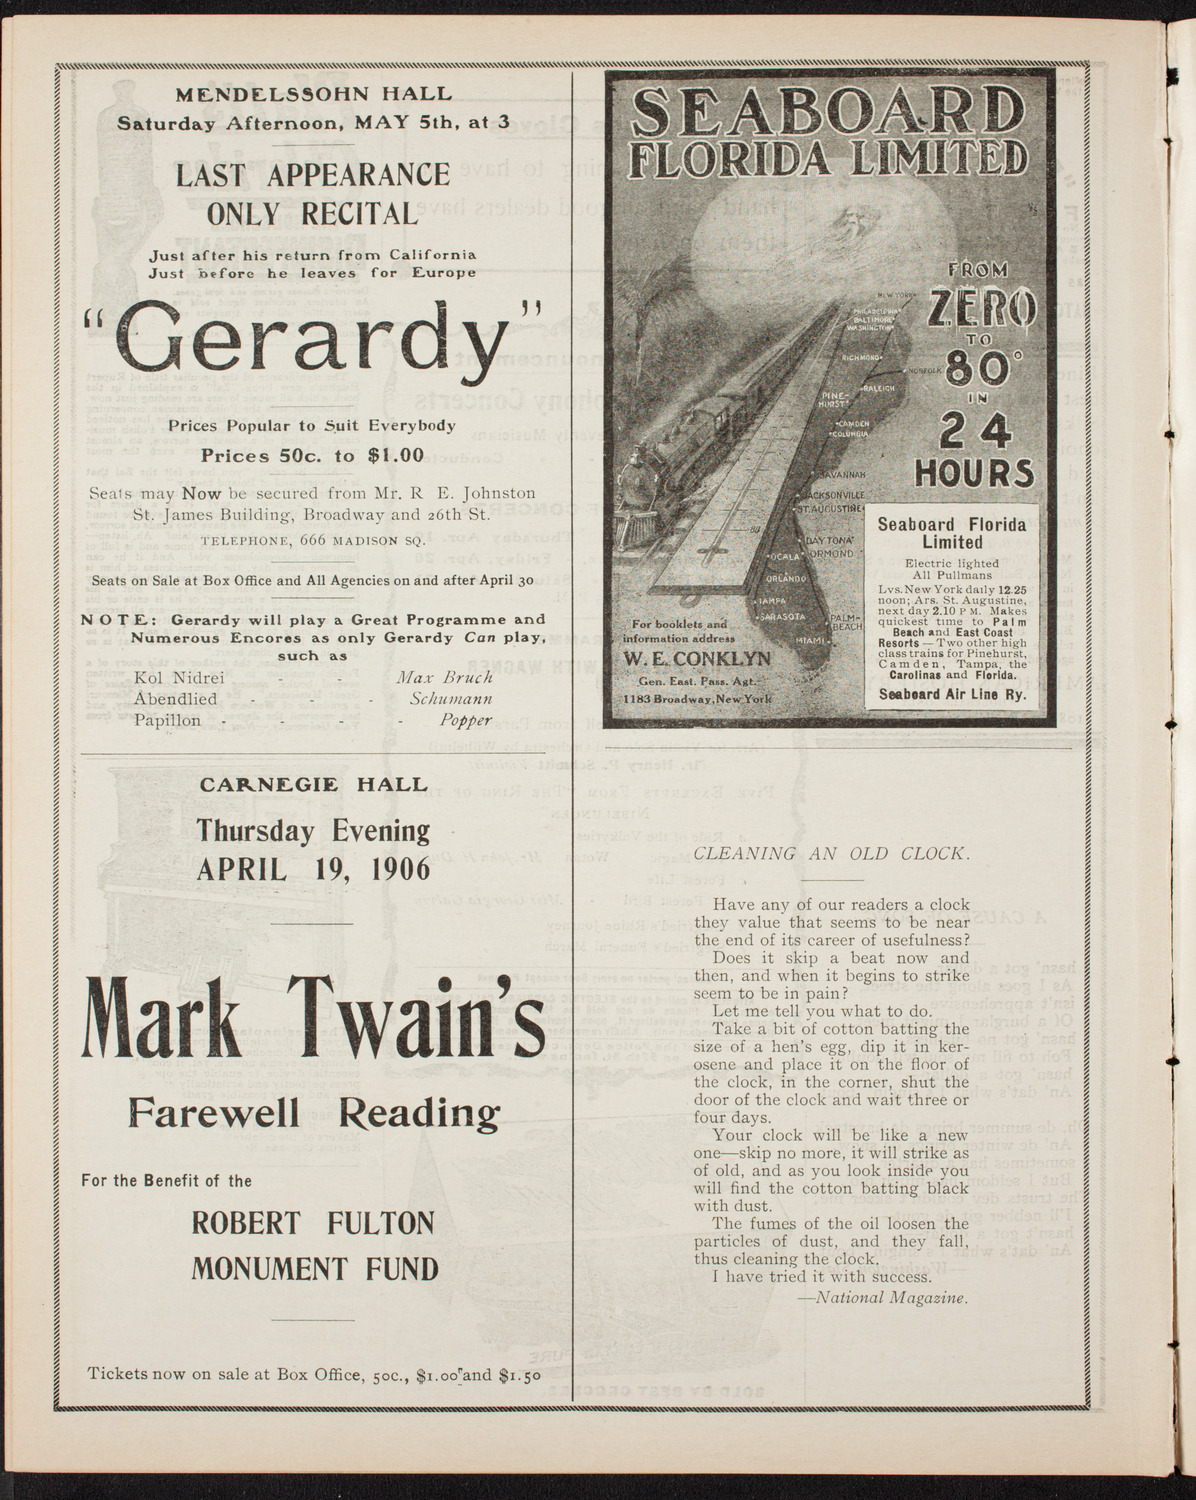 MENDELSSOHN HALL
Saturday Afternoon, MAY 5th, at 3
LAST APPEARANCE
ONLY RECITAL
Just after his return from California
Just before he leaves for Europe
"Gerardy"
Prices Popular to Suit Everybody
Prices 50c. to $1.00
Seats may Now be secured from Mr. R E. Johnston
St. James Building, Broadway and 26th St.
TELEPHONE, 666 MADISON SQ.
Seats on Sale at Box Office and All Agencies on and after April 30
NOTE: Gerardy will play a Great Programme and
Numerous Encores as only Gerardy Can play,
such as
Kol Nidrei - - Max Bruch
Abendlied - - - Schumann
Papillon - - - - Popper
CARNEGIE HALL
Thursday Evening
APRIL 19, 1906
Mark Twain's
Farewell Reading
For the Benefit of the
ROBERT FULTON
MONUMENT FUND
Tickets now on sale at Box Office, 50c., $1.00 and $1.50
SEABOARD
FLORIDA LIMITED
FROM
ZERO
TO
80°
IN
24
HOURS
NEW YORK
PHILADELPHIA
BALTIMORE
WASHINGTON
RICHMOND
NORFOLK
RALEIGH
PINE-
HURST
CAMDEN
COLUMBIA
SAVANNAH
JACKSONVILLE
ST. AUGUSTINE
DAYTONA
ORMOND
OCALA
ORLANDO
TAMPA
SARASOTA
PALM-
BEACH
MIAMI
For booklets and
information address
W. E. CONKLYN
Gen. East. Pass. Agt.
1183 Broadway, New York
Seaboard Florida
Limited
Electric lighted
All Pullmans
Lvs. New York daily 12.25
noon; Ars. St. Augustine,
next day 2.10 P M. Makes
quickest time to Palm
Beach and East Coast
Resorts — Two other high
class trains for Pinehurst,
Camden, Tampa, the
Carolinas and Florida.
Seaboard Air Line Ry.
CLEANING AN OLD CLOCK.
Have any of our readers a clock
they value that seems to be near
the end of its career of usefulness?
Does it skip a beat now and
then, and when it begins to strike
seem to be in pain?
Let me tell you what to do.
Take a bit of cotton batting the
size of a hen's egg, dip it in ker-
osene and place it on the floor of
the clock, in the corner, shut the
door of the clock and wait three or
four days.
Your clock will be like a new
one—skip no more, it will strike as
of old, and as you look inside you
will find the cotton batting black
with dust.
The fumes of the oil loosen the
particles of dust, and they fall,
thus cleaning the clock.
I have tried it with success.
—National Magazine.